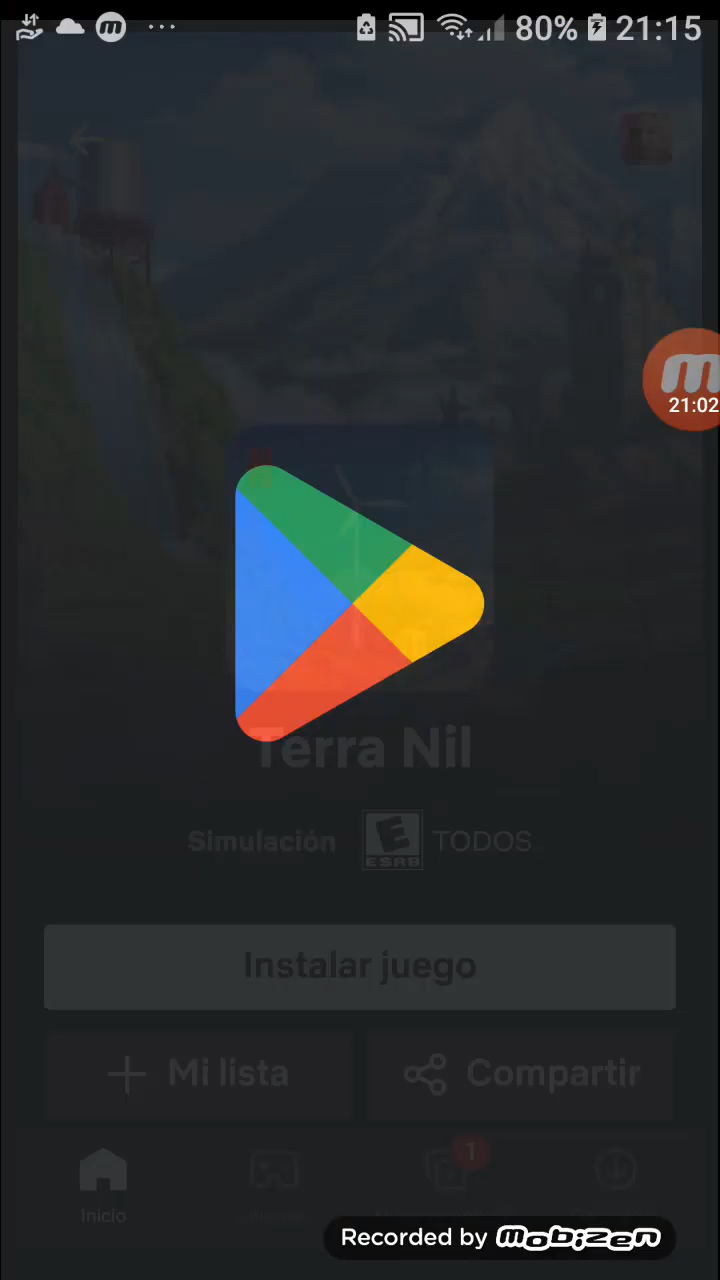 80% 21:15
21:02
Terra Nil
Simulación E ESRB TODOS
Instalar juego
Mi lista Compartir
1
Inicio
Recorded by mobizen